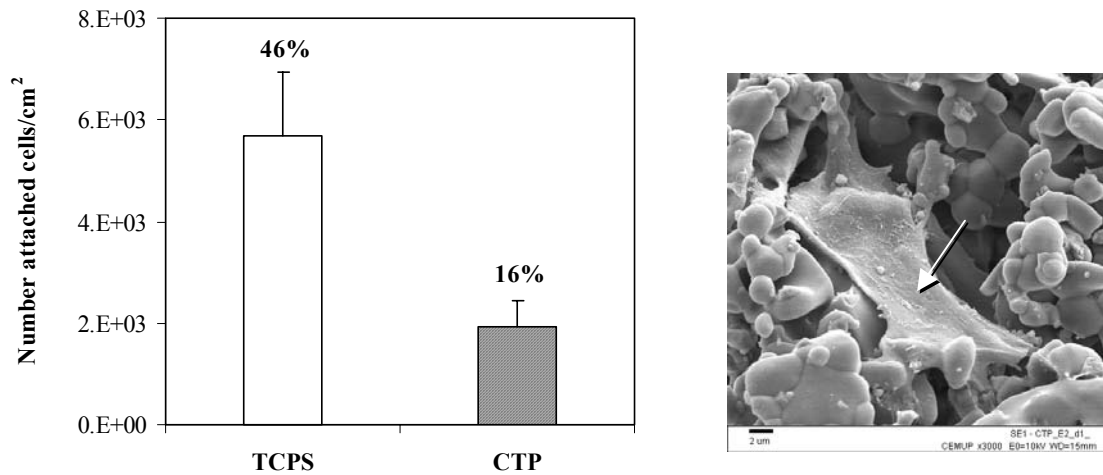 8.E+03
46%
6.E+03
Number attached cells/cm²
4.E+03
16%
2.E+03
0.E+00
TCPS
CTP
2 um
SE1 - CTP_E2_d1_
CEMUP x3000 E0=10kV WD=15mm